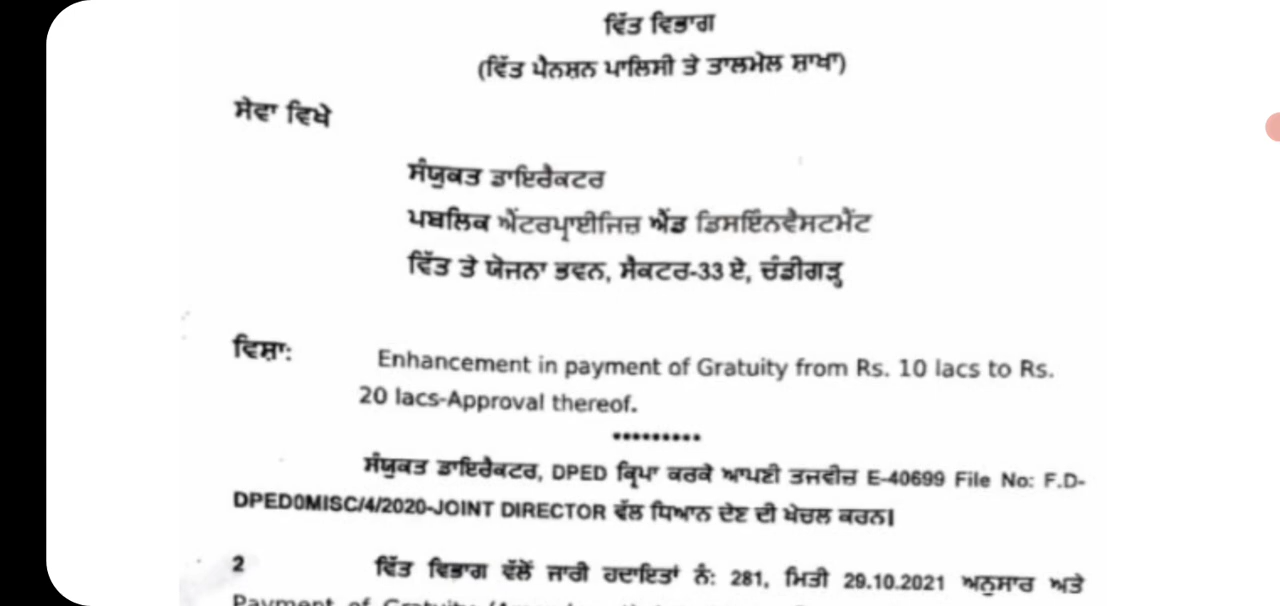 ਵਿੱਤ ਵਿਭਾਗ
(ਵਿੱਤ ਪੈਨਸ਼ਨ ਪਾਲਿਸੀ ਤੇ ਤਾਲਮੇਲ ਸ਼ਾਖਾ)
ਸੇਵਾ ਵਿਖੇ
ਸੰਯੁਕਤ ਡਾਇਰੈਕਟਰ
ਪਬਲਿਕ ਐਂਟਰਪ੍ਰਾਈਜਿਜ਼ ਐਂਡ ਡਿਸਇੰਨਵੈਸਟਮੈਂਟ
ਵਿੱਤ ਤੇ ਯੋਜਨਾ ਭਵਨ, ਸੈਕਟਰ-33 ਏ, ਚੰਡੀਗੜ੍ਹ
ਵਿਸ਼ਾ: Enhancement in payment of Gratuity from Rs. 10 lacs to Rs.
20 lacs-Approval thereof.
•••••••••
ਸੰਯੁਕਤ ਡਾਇਰੈਕਟਰ, DPED ਕ੍ਰਿਪਾ ਕਰਕੇ ਆਪਣੀ ਤਜਵੀਜ਼ E-40699 File No: F.D-
DPED0MISC/4/2020-JOINT DIRECTOR ਵੱਲ ਧਿਆਨ ਦੇਣ ਦੀ ਖੇਚਲ ਕਰਨ।
2 ਵਿੱਤ ਵਿਭਾਗ ਵੱਲੋਂ ਜਾਰੀ ਹਦਾਇਤਾਂ ਨੰ: 281, ਮਿਤੀ 29.10.2021 ਅਨੁਸਾਰ ਅਤੇ
Payment of Gratuity